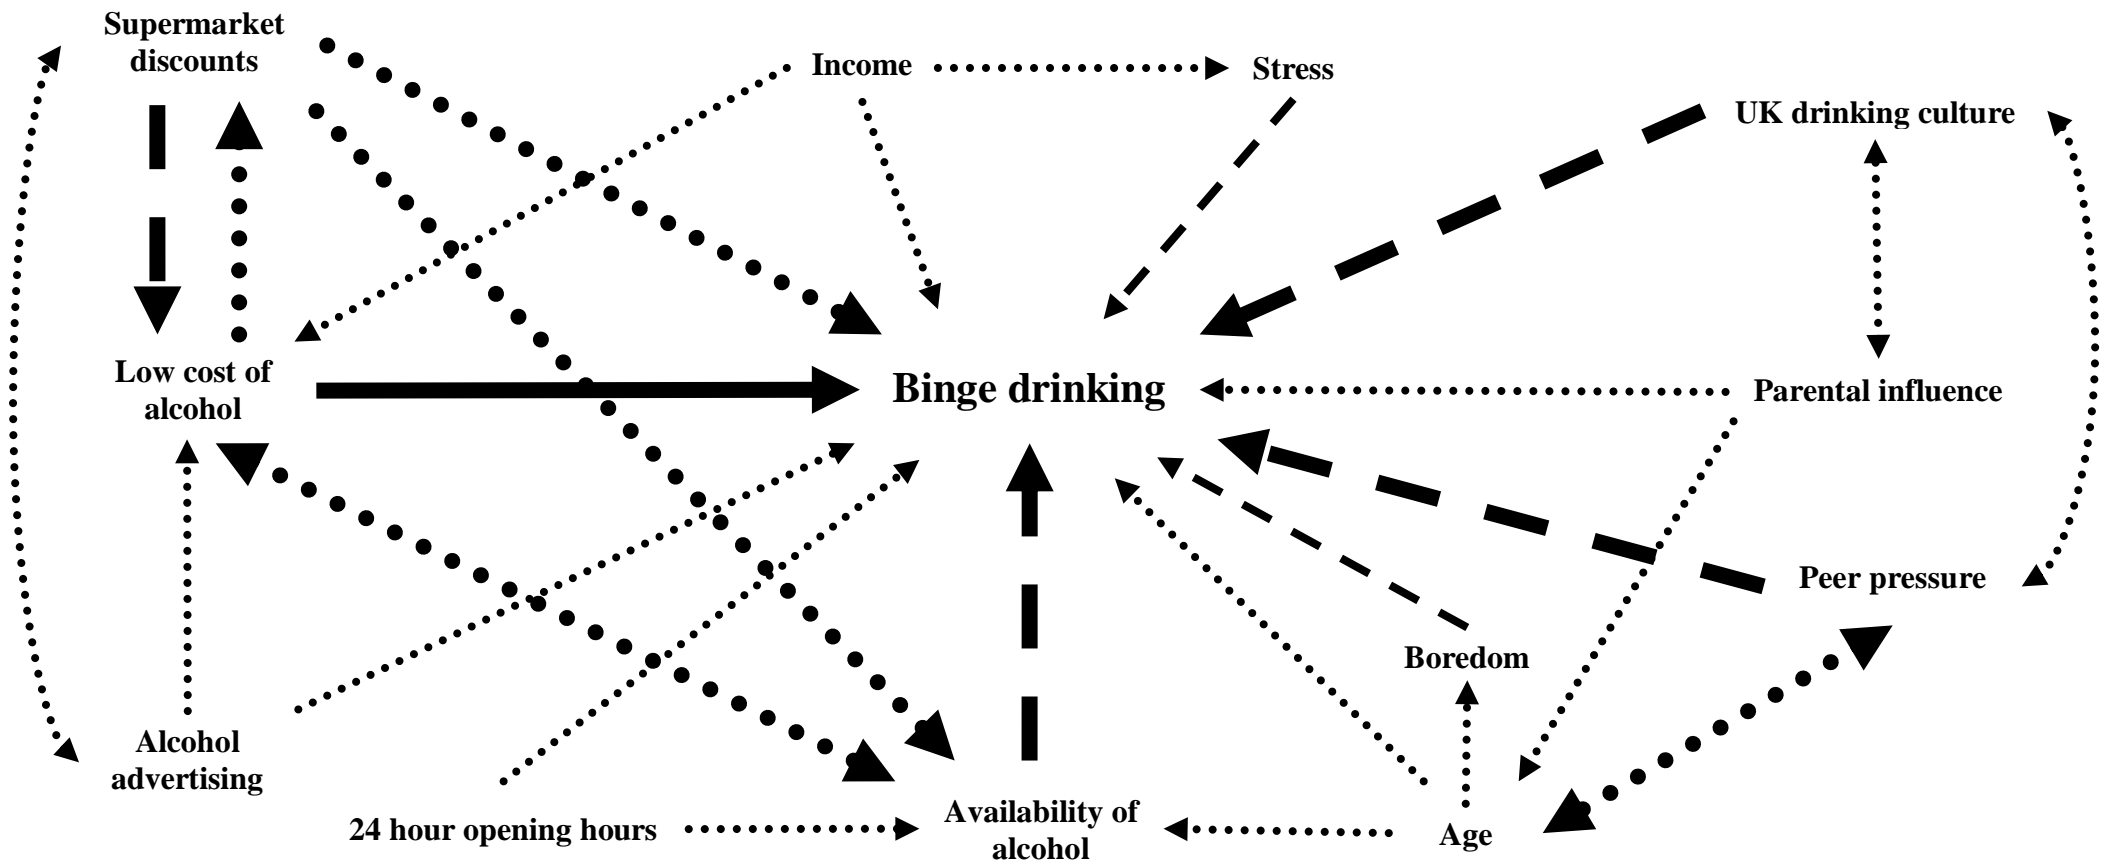 Supermarket
discounts
Income
Stress
UK drinking culture
Low cost of
alcohol
Binge drinking
Parental influence
Peer pressure
Boredom
Alcohol
advertising
24 hour opening hours
Availability of
alcohol
Age